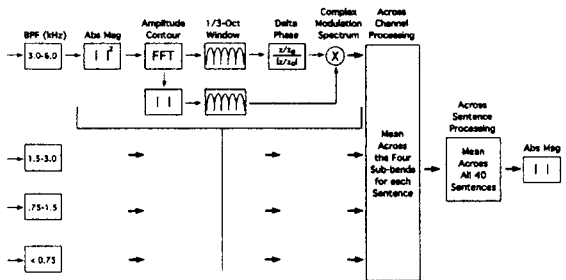 Complex
Amplitude 1/3-Oct Delta Modulation Across
BPF (kHz) Abs Mag Contour Window Phase Spectrum Channel
Processing
3.0-6.0 | |² FFT z/z₀ X
|z/z₀|
| |
Across
Sentence
Processing
Mean
Across
the Four
Sub-bands
for each
Sentence
Mean
Across
All 40
Sentences
Abs Mag
| |
1.5-3.0
.75-1.5
< 0.75